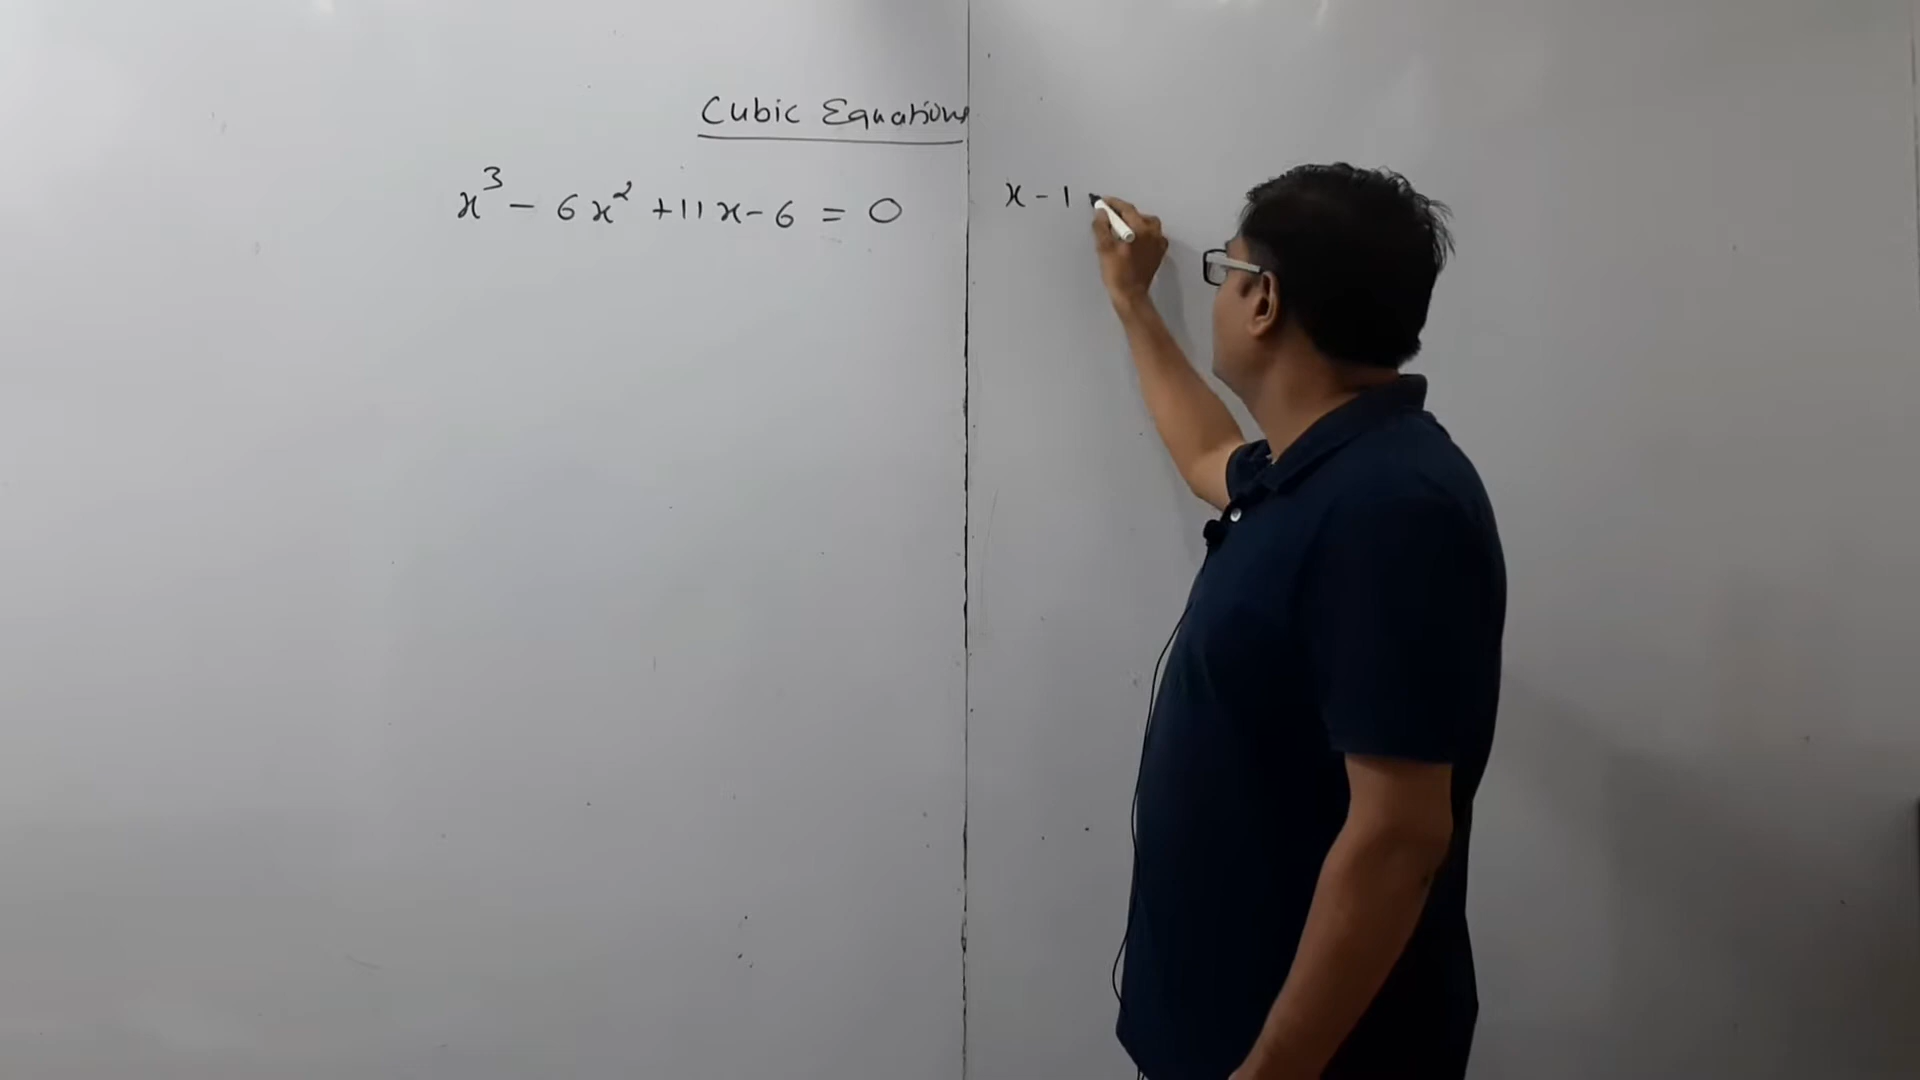 Cubic Equations
x³ - 6x² + 11x - 6 = 0
x - 1